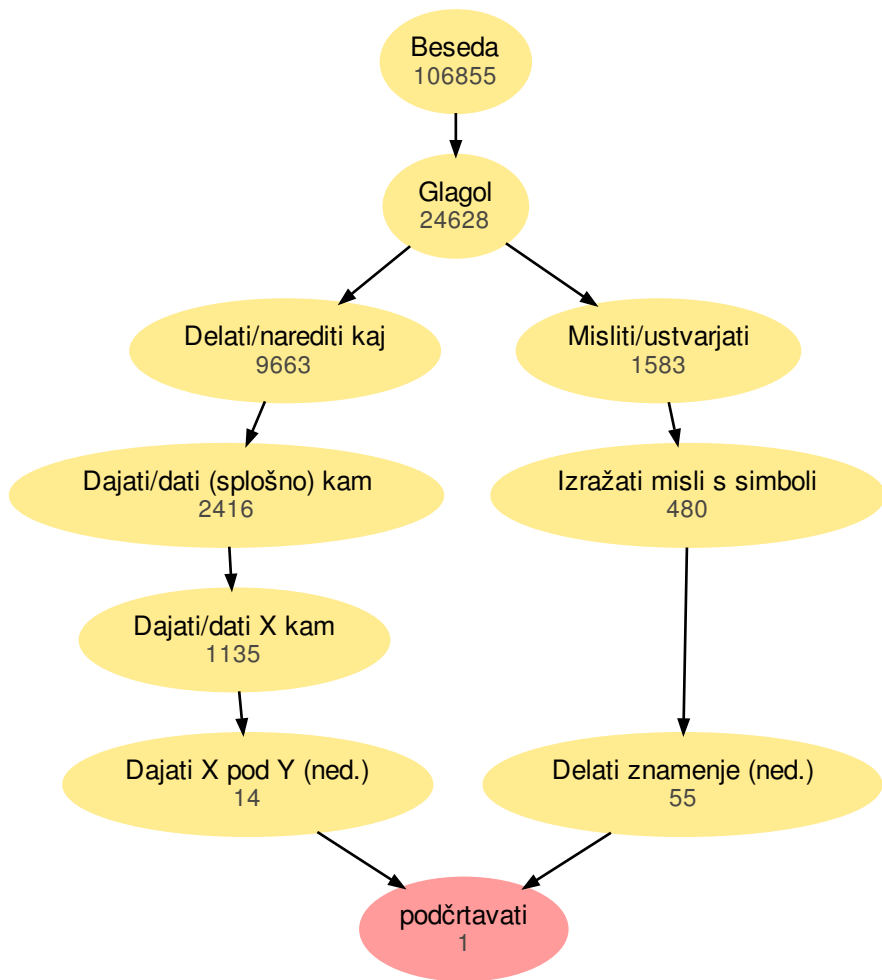 Beseda
106855
Glagol
24628
Delati/narediti kaj
9663
Misliti/ustvarjati
1583
Dajati/dati (splošno) kam
2416
Izražati misli s simboli
480
Dajati/dati X kam
1135
Dajati X pod Y (ned.)
14
Delati znamenje (ned.)
55
podčrtavati
1